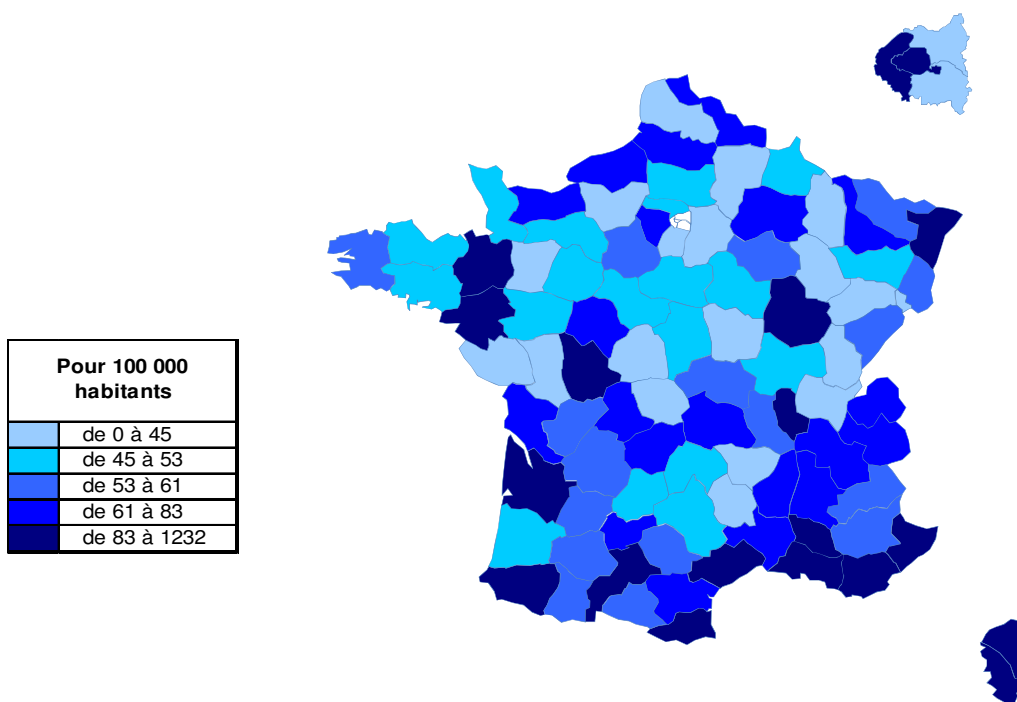 Pour 100 000
habitants
de 0 à 45
de 45 à 53
de 53 à 61
de 61 à 83
de 83 à 1232